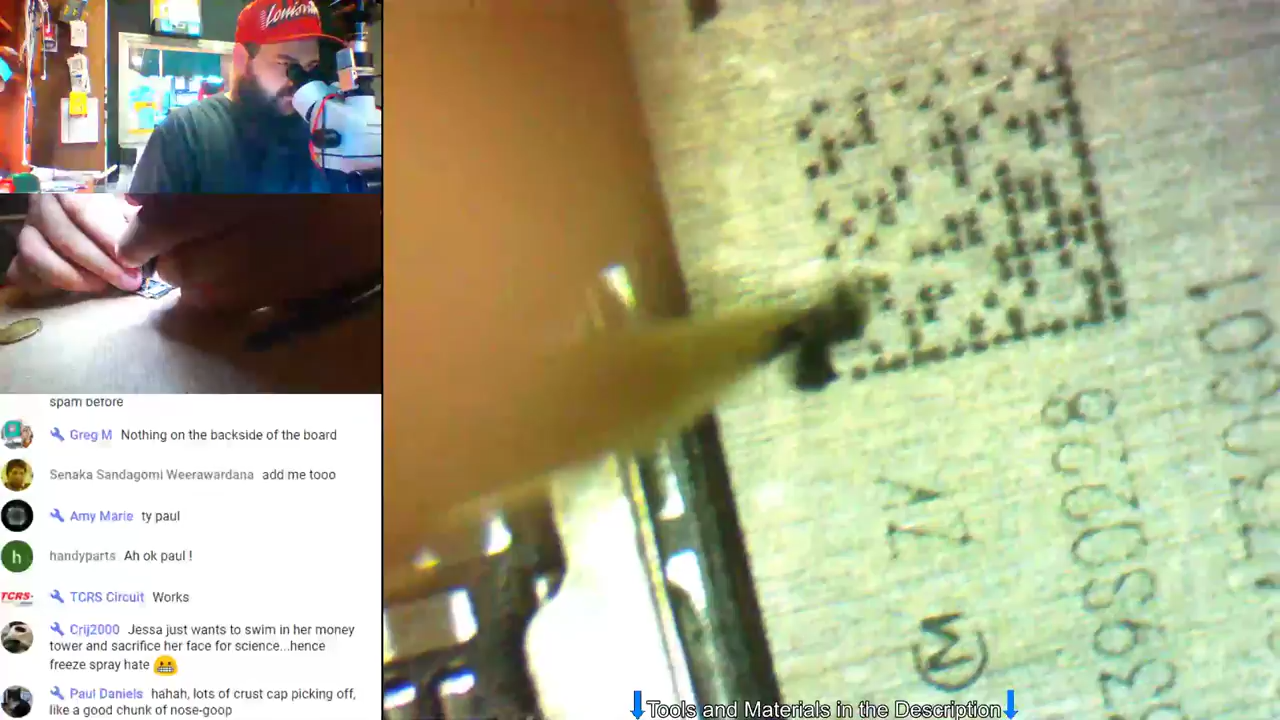 spam before
Greg M Nothing on the backside of the board
Senaka Sandagomi Weerawardana add me tooo
Amy Marie ty paul
h handyparts Ah ok paul !
TCRS- TCRS Circuit Works
Crij2000 Jessa just wants to swim in her money
tower and sacrifice her face for science...hence
freeze spray hate 😬
Paul Daniels hahah, lots of crust cap picking off,
like a good chunk of nose-goop
M
339S0228
Tools and Materials in the Description